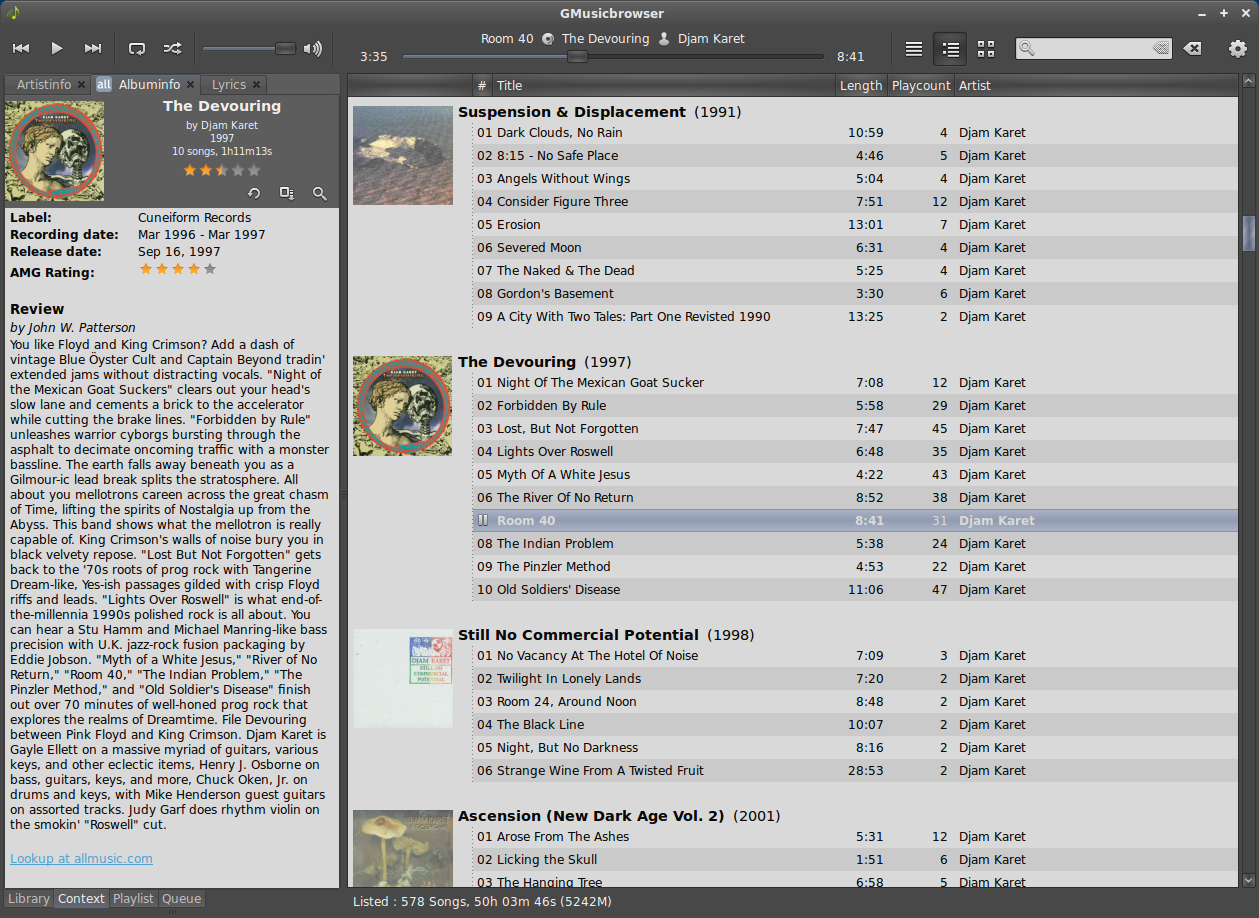 GMusicbrowser
Room 40 The Devouring Djam Karet
3:35 8:41
Artistinfo all Albuminfo Lyrics
The Devouring
by Djam Karet
1997
10 songs, 1h11m13s
Label: Cuneiform Records
Recording date: Mar 1996 - Mar 1997
Release date: Sep 16, 1997
AMG Rating:
Review
by John W. Patterson
You like Floyd and King Crimson? Add a dash of
vintage Blue Öyster Cult and Captain Beyond tradin'
extended jams without distracting vocals. "Night of
the Mexican Goat Suckers" clears out your head's
slow lane and cements a brick to the accelerator
while cutting the brake lines. "Forbidden by Rule"
unleashes warrior cyborgs bursting through the
asphalt to decimate oncoming traffic with a monster
bassline. The earth falls away beneath you as a
Gilmour-ic lead break splits the stratosphere. All
about you mellotrons careen across the great chasm
of Time, lifting the spirits of Nostalgia up from the
Abyss. This band shows what the mellotron is really
capable of. King Crimson's walls of noise bury you in
black velvety repose. "Lost But Not Forgotten" gets
back to the '70s roots of prog rock with Tangerine
Dream-like, Yes-ish passages gilded with crisp Floyd
riffs and leads. "Lights Over Roswell" is what end-of-
the-millennia 1990s polished rock is all about. You
can hear a Stu Hamm and Michael Manring-like bass
precision with U.K. jazz-rock fusion packaging by
Eddie Jobson. "Myth of a White Jesus," "River of No
Return," "Room 40," "The Indian Problem," "The
Pinzler Method," and "Old Soldier's Disease" finish
out over 70 minutes of well-honed prog rock that
explores the realms of Dreamtime. File Devouring
between Pink Floyd and King Crimson. Djam Karet is
Gayle Ellett on a massive myriad of guitars, various
keys, and other eclectic items, Henry J. Osborne on
bass, guitars, keys, and more, Chuck Oken, Jr. on
drums and keys, with Mike Henderson guest guitars
on assorted tracks. Judy Garf does rhythm violin on
the smokin' "Roswell" cut.
Lookup at allmusic.com
Library Context Playlist Queue
# Title Length Playcount Artist
Suspension & Displacement (1991)
01 Dark Clouds, No Rain 10:59 4 Djam Karet
02 8:15 - No Safe Place 4:46 5 Djam Karet
03 Angels Without Wings 5:04 4 Djam Karet
04 Consider Figure Three 7:51 12 Djam Karet
05 Erosion 13:01 7 Djam Karet
06 Severed Moon 6:31 4 Djam Karet
07 The Naked & The Dead 5:25 4 Djam Karet
08 Gordon's Basement 3:30 6 Djam Karet
09 A City With Two Tales: Part One Revisted 1990 13:25 2 Djam Karet
The Devouring (1997)
01 Night Of The Mexican Goat Sucker 7:08 12 Djam Karet
02 Forbidden By Rule 5:58 29 Djam Karet
03 Lost, But Not Forgotten 7:47 45 Djam Karet
04 Lights Over Roswell 6:48 35 Djam Karet
05 Myth Of A White Jesus 4:22 43 Djam Karet
06 The River Of No Return 8:52 38 Djam Karet
Room 40 8:41 31 Djam Karet
08 The Indian Problem 5:38 24 Djam Karet
09 The Pinzler Method 4:53 22 Djam Karet
10 Old Soldiers' Disease 11:06 47 Djam Karet
Still No Commercial Potential (1998)
DJAM KARET
STILL NO
COMMERCIAL
POTENTIAL
01 No Vacancy At The Hotel Of Noise 7:09 3 Djam Karet
02 Twilight In Lonely Lands 7:20 2 Djam Karet
03 Room 24, Around Noon 8:48 2 Djam Karet
04 The Black Line 10:07 2 Djam Karet
05 Night, But No Darkness 8:16 2 Djam Karet
06 Strange Wine From A Twisted Fruit 28:53 2 Djam Karet
Ascension (New Dark Age Vol. 2) (2001)
01 Arose From The Ashes 5:31 12 Djam Karet
02 Licking the Skull 1:51 6 Djam Karet
03 The Hanging Tree 6:58 5 Djam Karet
Listed : 578 Songs, 50h 03m 46s (5242M)